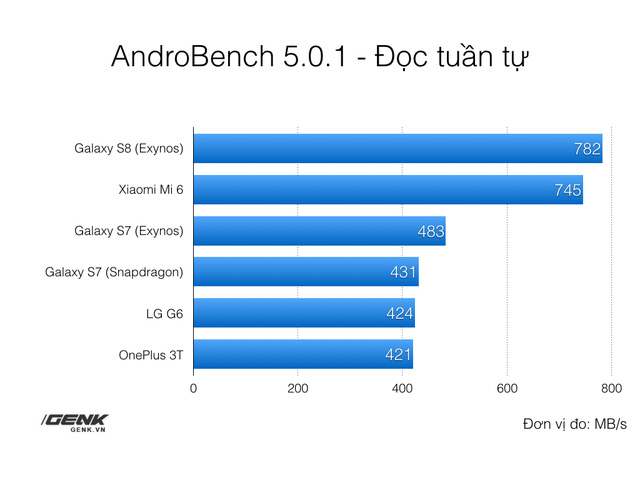 AndroBench 5.0.1 - Đọc tuần tự
Galaxy S8 (Exynos) 782
Xiaomi Mi 6 745
Galaxy S7 (Exynos) 483
Galaxy S7 (Snapdragon) 431
LG G6 424
OnePlus 3T 421
0 200 400 600 800
GENK
GENK.VN
Đơn vị đo: MB/s